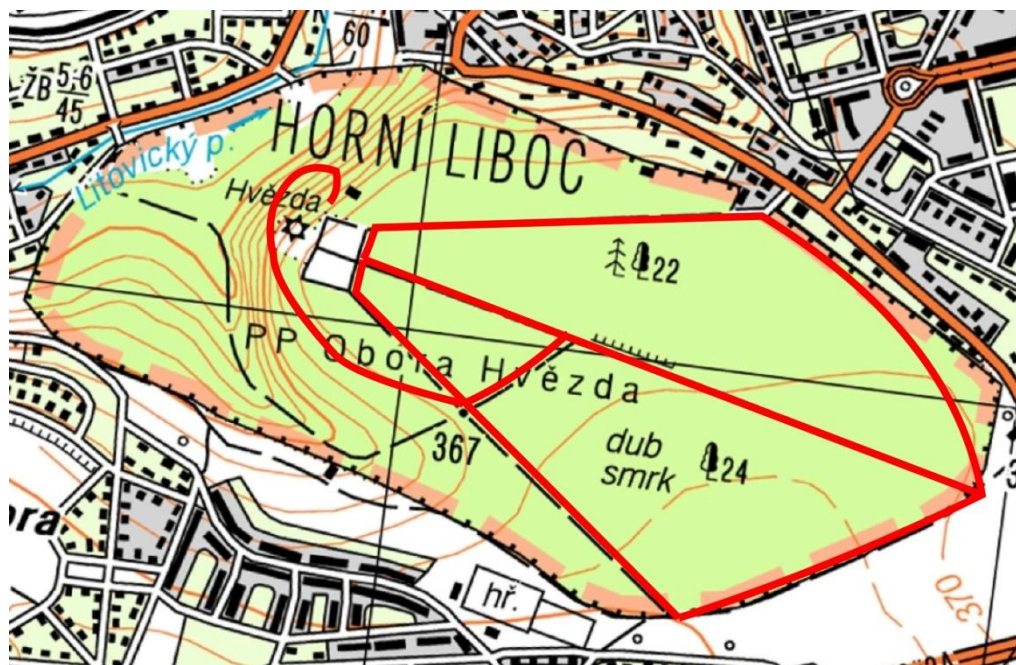 60
ŽB 5;6
45
Litovický p.
HORNÍ LIBOC
Hvězda
22
PP Obora Hvězda
dub
smrk
24
367
ora
hř.
370